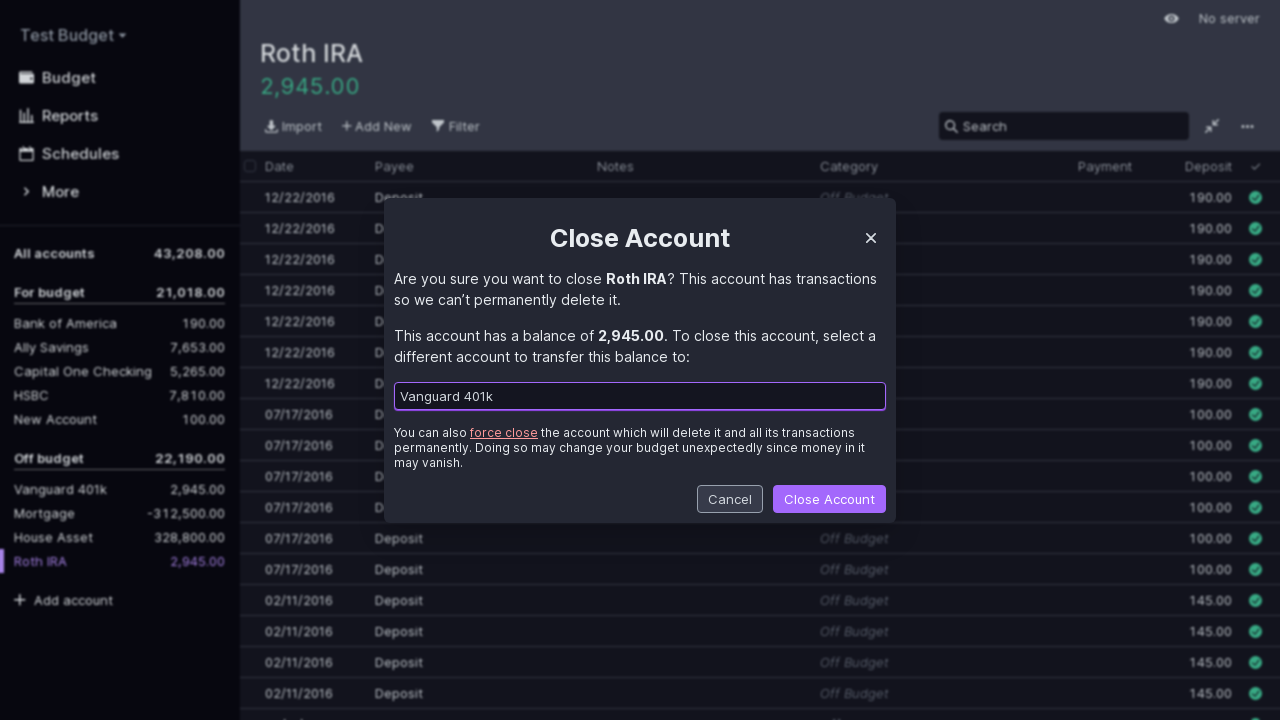 Test Budget
Budget
Reports
Schedules
More
All accounts 43,208.00
For budget 21,018.00
Bank of America 190.00
Ally Savings 7,653.00
Capital One Checking 5,265.00
HSBC 7,810.00
New Account 100.00
Off budget 22,190.00
Vanguard 401k 2,945.00
Mortgage -312,500.00
House Asset 328,800.00
Roth IRA 2,945.00
Add account
No server
Roth IRA
2,945.00
Import Add New Filter Search
Date Payee Notes Category Payment Deposit
12/22/2016 Deposit Off Budget 190.00
12/22/2016 190.00
12/22/2016 190.00
12/22/2016 190.00
12/22/2016 190.00
12/22/2016 190.00
12/22/2016 190.00
07/17/2016 100.00
07/17/2016 100.00
07/17/2016 100.00
07/17/2016 100.00
07/17/2016 Deposit Off Budget 100.00
07/17/2016 Deposit Off Budget 100.00
02/11/2016 Deposit Off Budget 145.00
02/11/2016 Deposit Off Budget 145.00
02/11/2016 Deposit Off Budget 145.00
02/11/2016 Deposit Off Budget 145.00
Close Account
Are you sure you want to close Roth IRA? This account has transactions
so we can’t permanently delete it.
This account has a balance of 2,945.00. To close this account, select a
different account to transfer this balance to:
Vanguard 401k
You can also force close the account which will delete it and all its transactions
permanently. Doing so may change your budget unexpectedly since money in it
may vanish.
Cancel Close Account